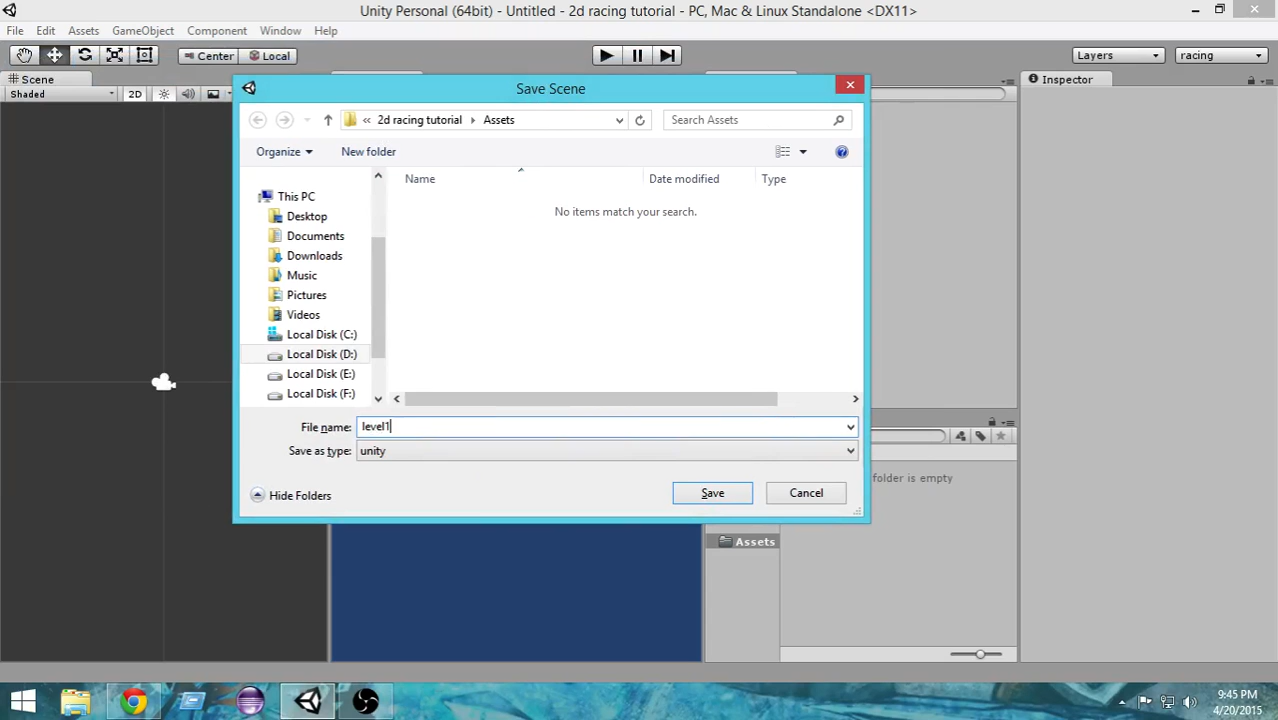 Unity Personal (64bit) - Untitled - 2d racing tutorial - PC, Mac & Linux Standalone <DX11>
File Edit Assets GameObject Component Window Help
Center Local Layers racing
Scene Inspector
Shaded 2D
Save Scene
« 2d racing tutorial Assets Search Assets
Organize New folder
Name Date modified Type
This PC
No items match your search.
Desktop
Documents
Downloads
Music
Pictures
Videos
Local Disk (C:)
Local Disk (D:)
Local Disk (E:)
Local Disk (F:)
File name: level1
Save as type: unity
folder is empty
Hide Folders Save Cancel
Assets
9:45 PM
4/20/2015